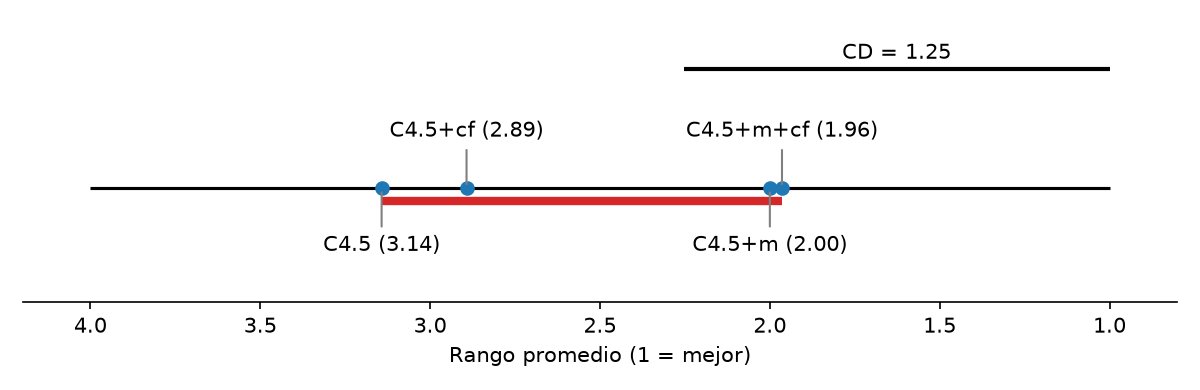 CD = 1.25
C4.5+cf (2.89)
C4.5+m+cf (1.96)
C4.5 (3.14)
C4.5+m (2.00)
4.0 3.5 3.0 2.5 2.0 1.5 1.0
Rango promedio (1 = mejor)